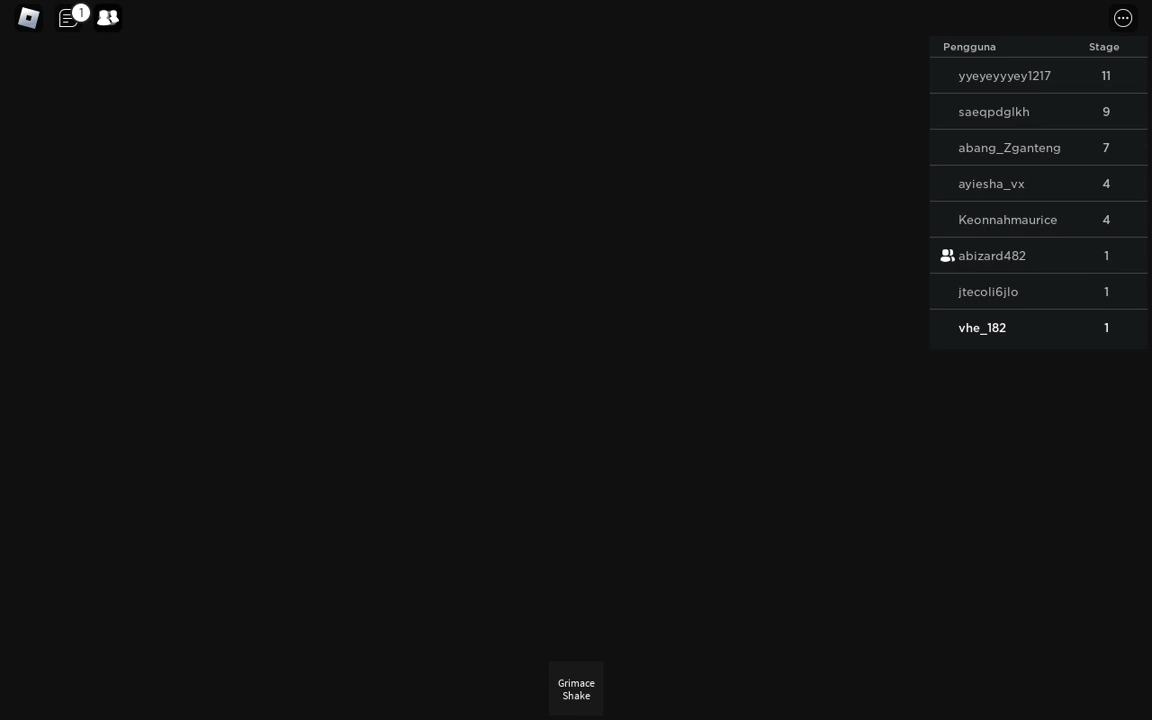 1
Pengguna Stage
yyeyeyyyey1217 11
saeqpdglkh 9
abang_Zganteng 7
ayiesha_vx 4
Keonnahmaurice 4
abizard482 1
jtecoli6jlo 1
vhe_182 1
Grimace
Shake